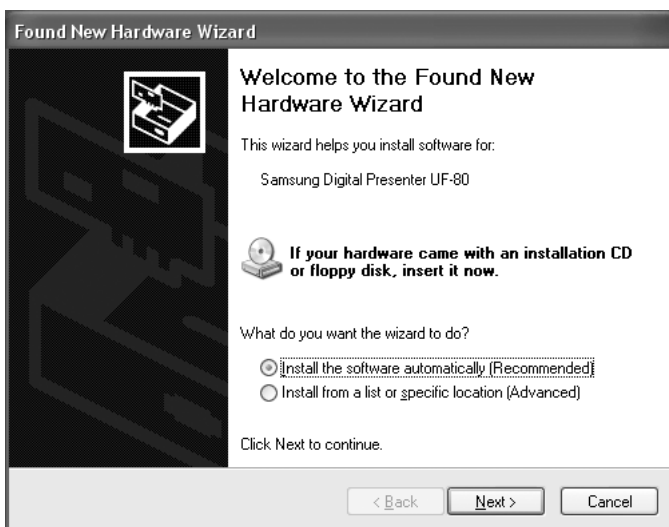 Found New Hardware Wizard
Welcome to the Found New
Hardware Wizard
This wizard helps you install software for:
Samsung Digital Presenter UF-80
If your hardware came with an installation CD
or floppy disk, insert it now.
What do you want the wizard to do?
Install the software automatically (Recommended)
Install from a list or specific location (Advanced)
Click Next to continue.
< Back Next > Cancel